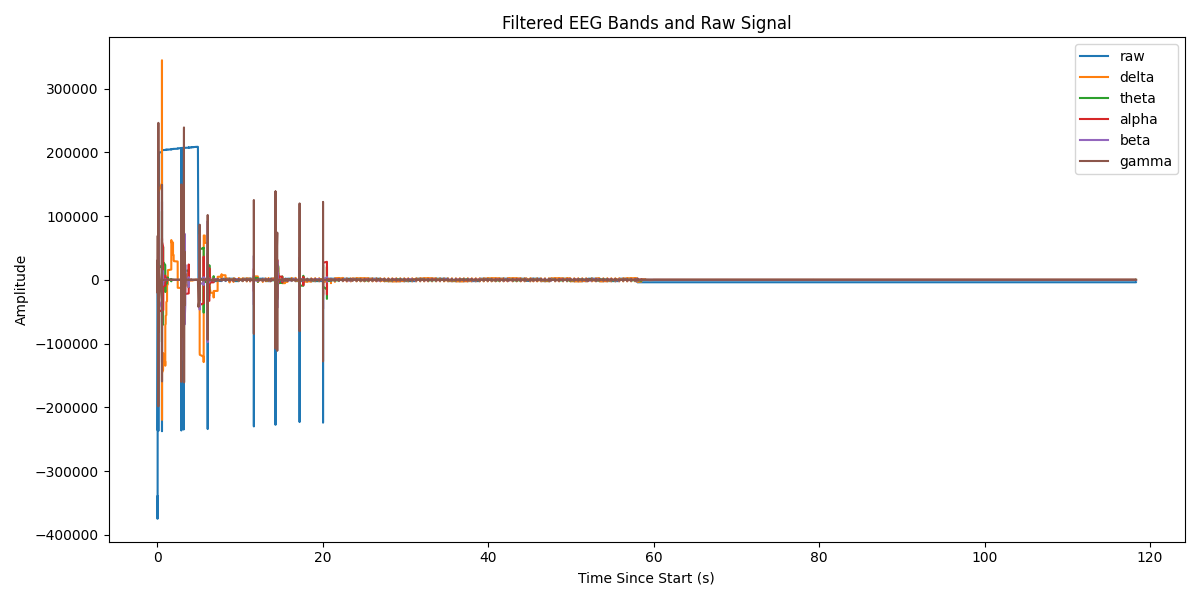 Filtered EEG Bands and Raw Signal
raw
delta
theta
alpha
beta
gamma
Amplitude
300000
200000
100000
0
−100000
−200000
−300000
−400000
0 20 40 60 80 100 120
Time Since Start (s)